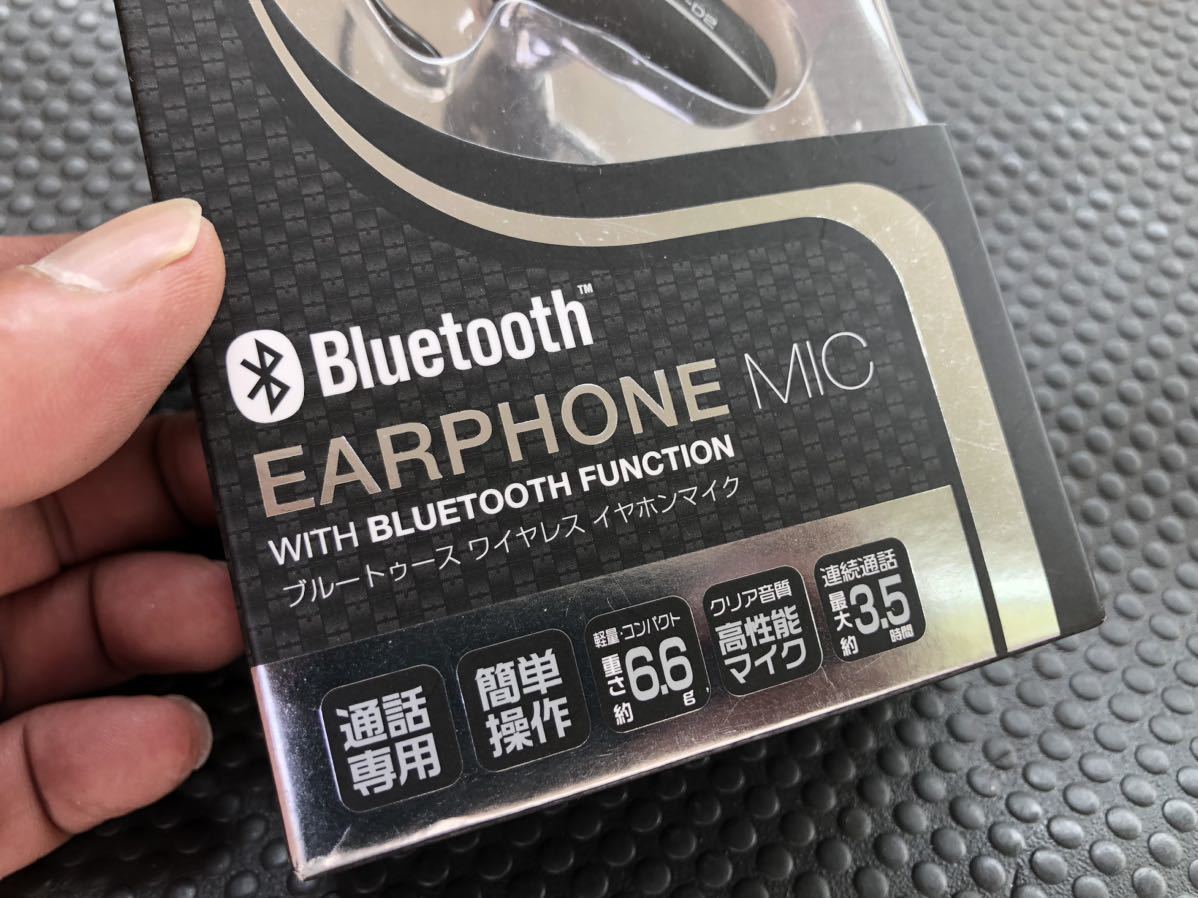 Bluetooth™
EARPHONE MIC
WITH BLUETOOTH FUNCTION
ブルートゥース ワイヤレス イヤホンマイク
通話
専用
簡単
操作
軽量・コンパクト
重さ
約
6.6
g
クリア音質
高性能
マイク
連続通話
最大
約
3.5
時間